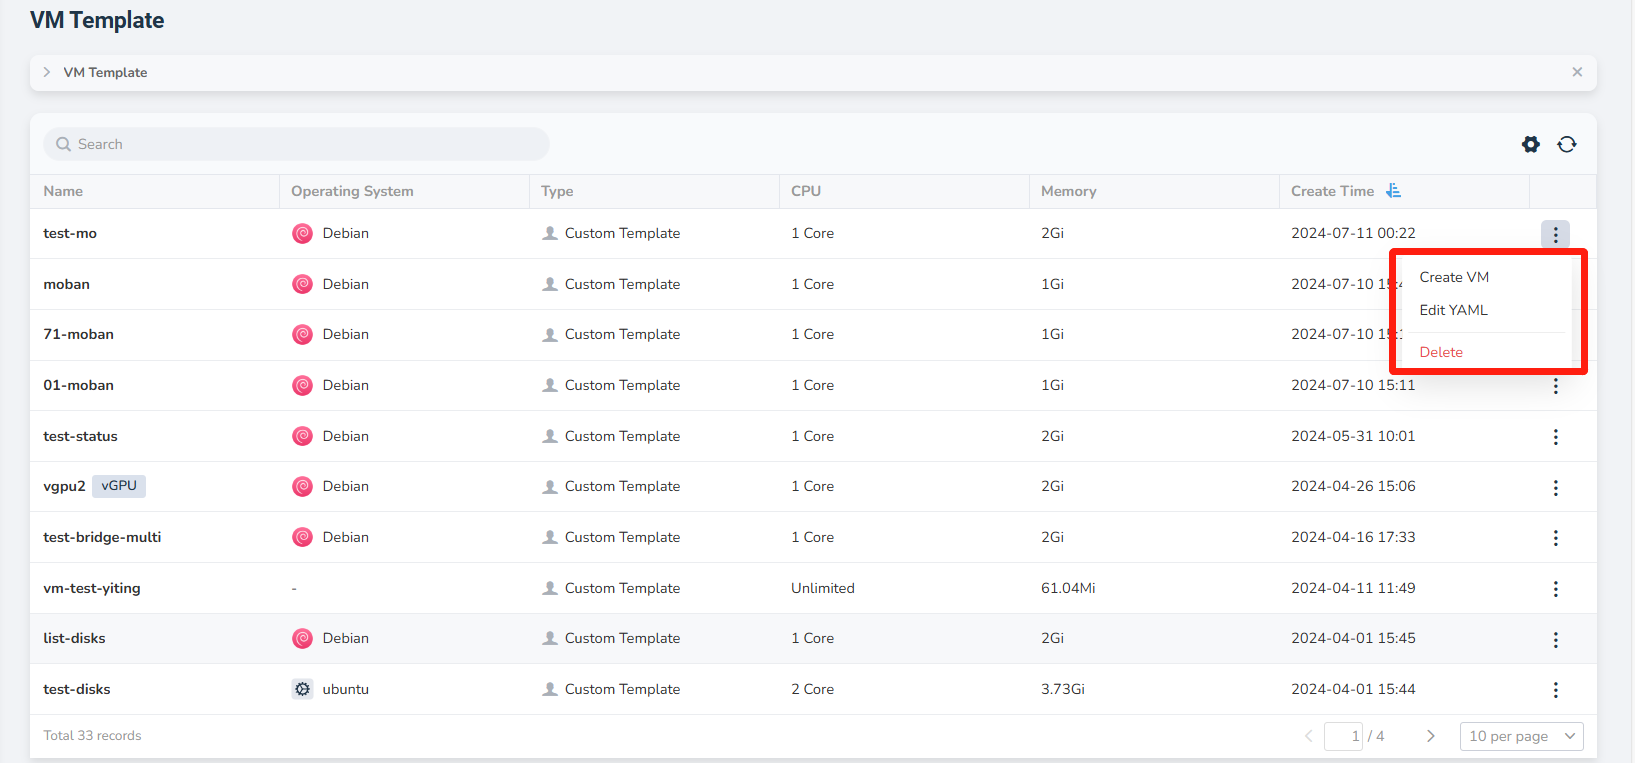 VM Template
VM Template
Search
Name Operating System Type CPU Memory Create Time
test-mo Debian Custom Template 1 Core 2Gi 2024-07-11 00:22
Create VM
moban Debian Custom Template 1 Core 1Gi 2024-07-10 15:4
Edit YAML
71-moban Debian Custom Template 1 Core 1Gi 2024-07-10 15:1
Delete
01-moban Debian Custom Template 1 Core 1Gi 2024-07-10 15:11
test-status Debian Custom Template 1 Core 2Gi 2024-05-31 10:01
vgpu2 vGPU Debian Custom Template 1 Core 2Gi 2024-04-26 15:06
test-bridge-multi Debian Custom Template 1 Core 2Gi 2024-04-16 17:33
vm-test-yiting - Custom Template Unlimited 61.04Mi 2024-04-11 11:49
list-disks Debian Custom Template 1 Core 2Gi 2024-04-01 15:45
test-disks ubuntu Custom Template 2 Core 3.73Gi 2024-04-01 15:44
Total 33 records 1 / 4 10 per page